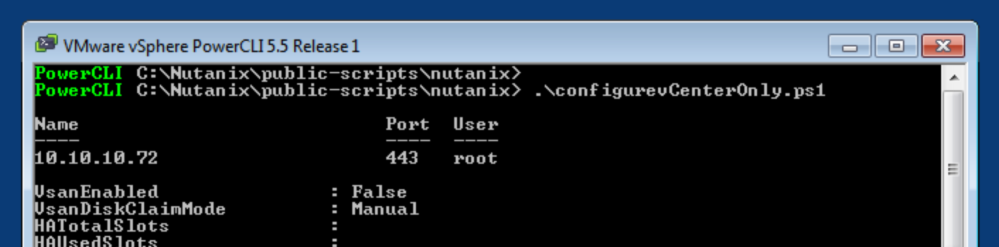 VMware vSphere PowerCLI 5.5 Release 1
PowerCLI C:\Nutanix\public-scripts\nutanix>
PowerCLI C:\Nutanix\public-scripts\nutanix> .\configurevCenterOnly.ps1
Name Port User
---- ---- ----
10.10.10.72 443 root
VsanEnabled : False
VsanDiskClaimMode : Manual
HATotalSlots :
HAUsedSlots :